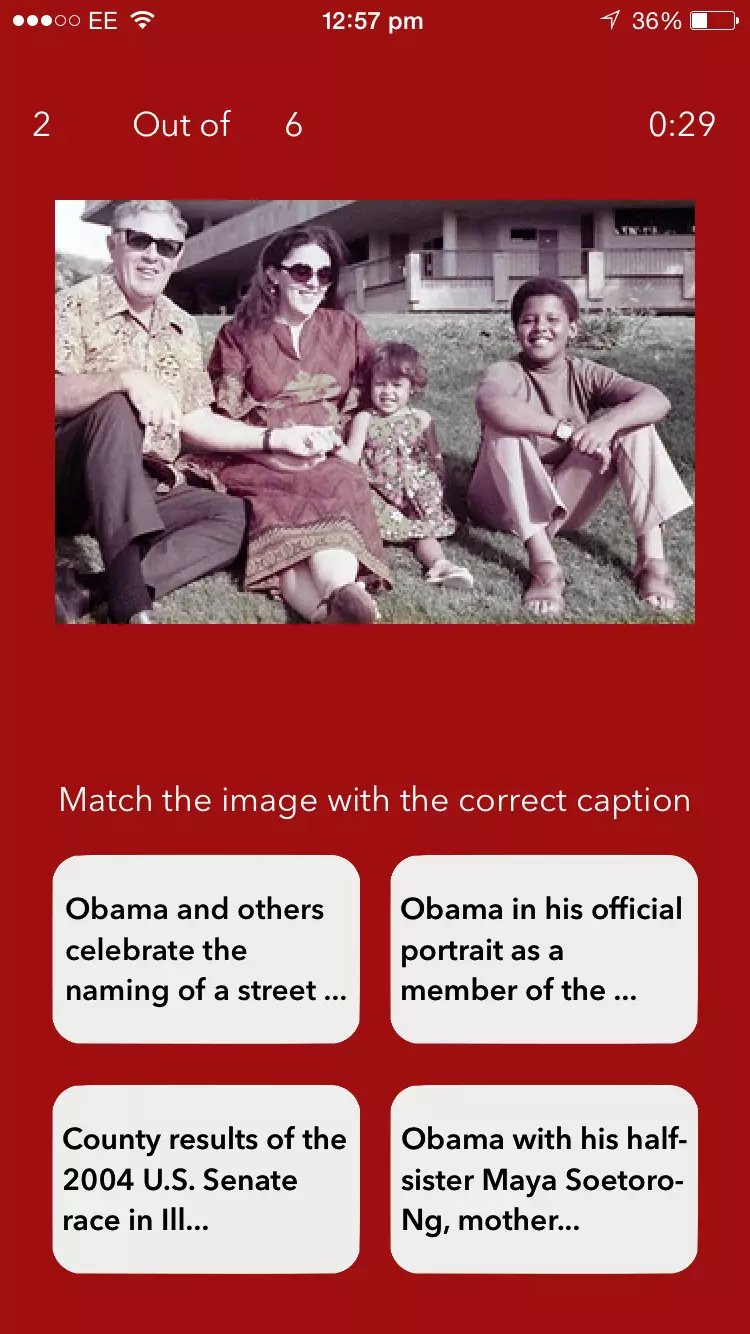 EE 12:57 pm 36%
2 Out of 6 0:29
Match the image with the correct caption
Obama and others
celebrate the
naming of a street ...
Obama in his official
portrait as a
member of the ...
County results of the
2004 U.S. Senate
race in Ill...
Obama with his half-
sister Maya Soetoro-
Ng, mother...